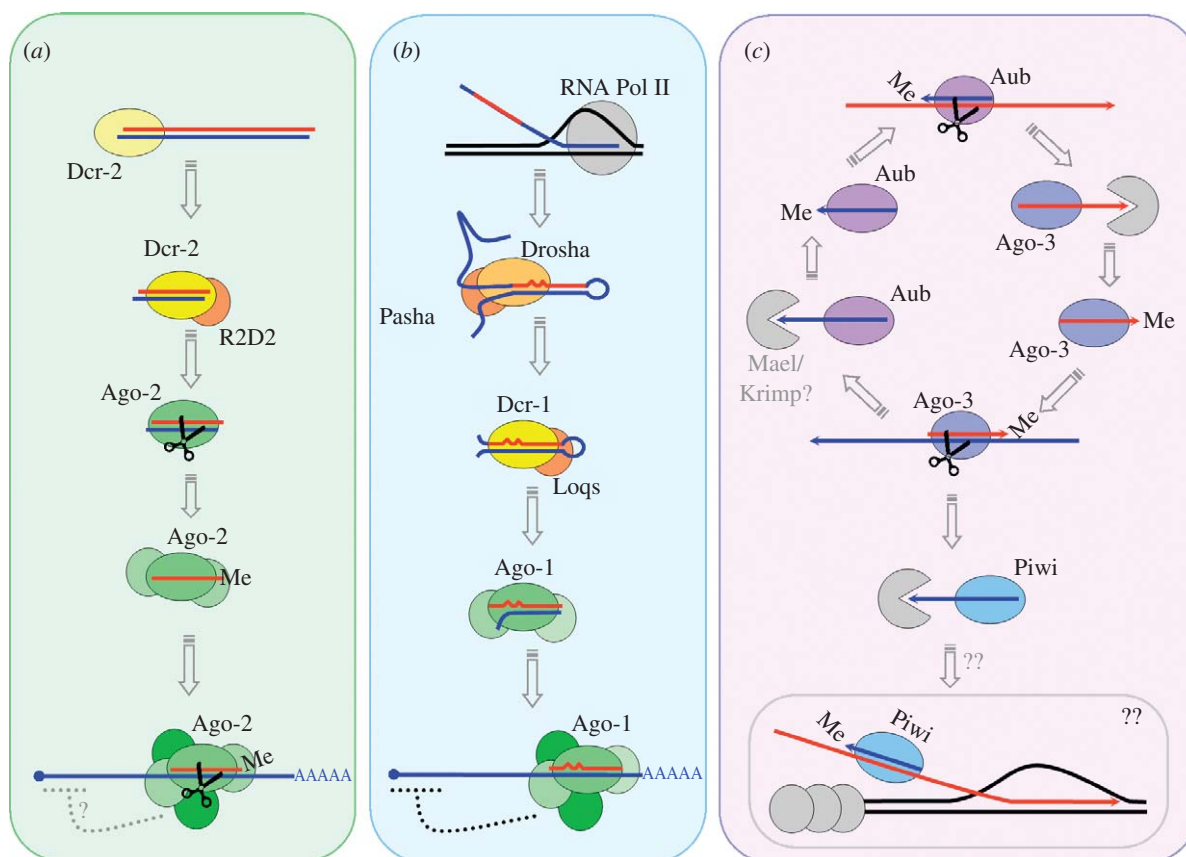 (a)
Dcr-2
Dcr-2
R2D2
Ago-2
Ago-2
Me
Ago-2
Me
AAAAA
?
(b)
RNA Pol II
Drosha
Pasha
Dcr-1
Loqs
Ago-1
Ago-1
AAAAA
(c)
Me
Aub
Aub
Me
Ago-3
Aub
Mael/
Krimp?
Me
Ago-3
Ago-3
Me
Piwi
??
??
Me
Piwi